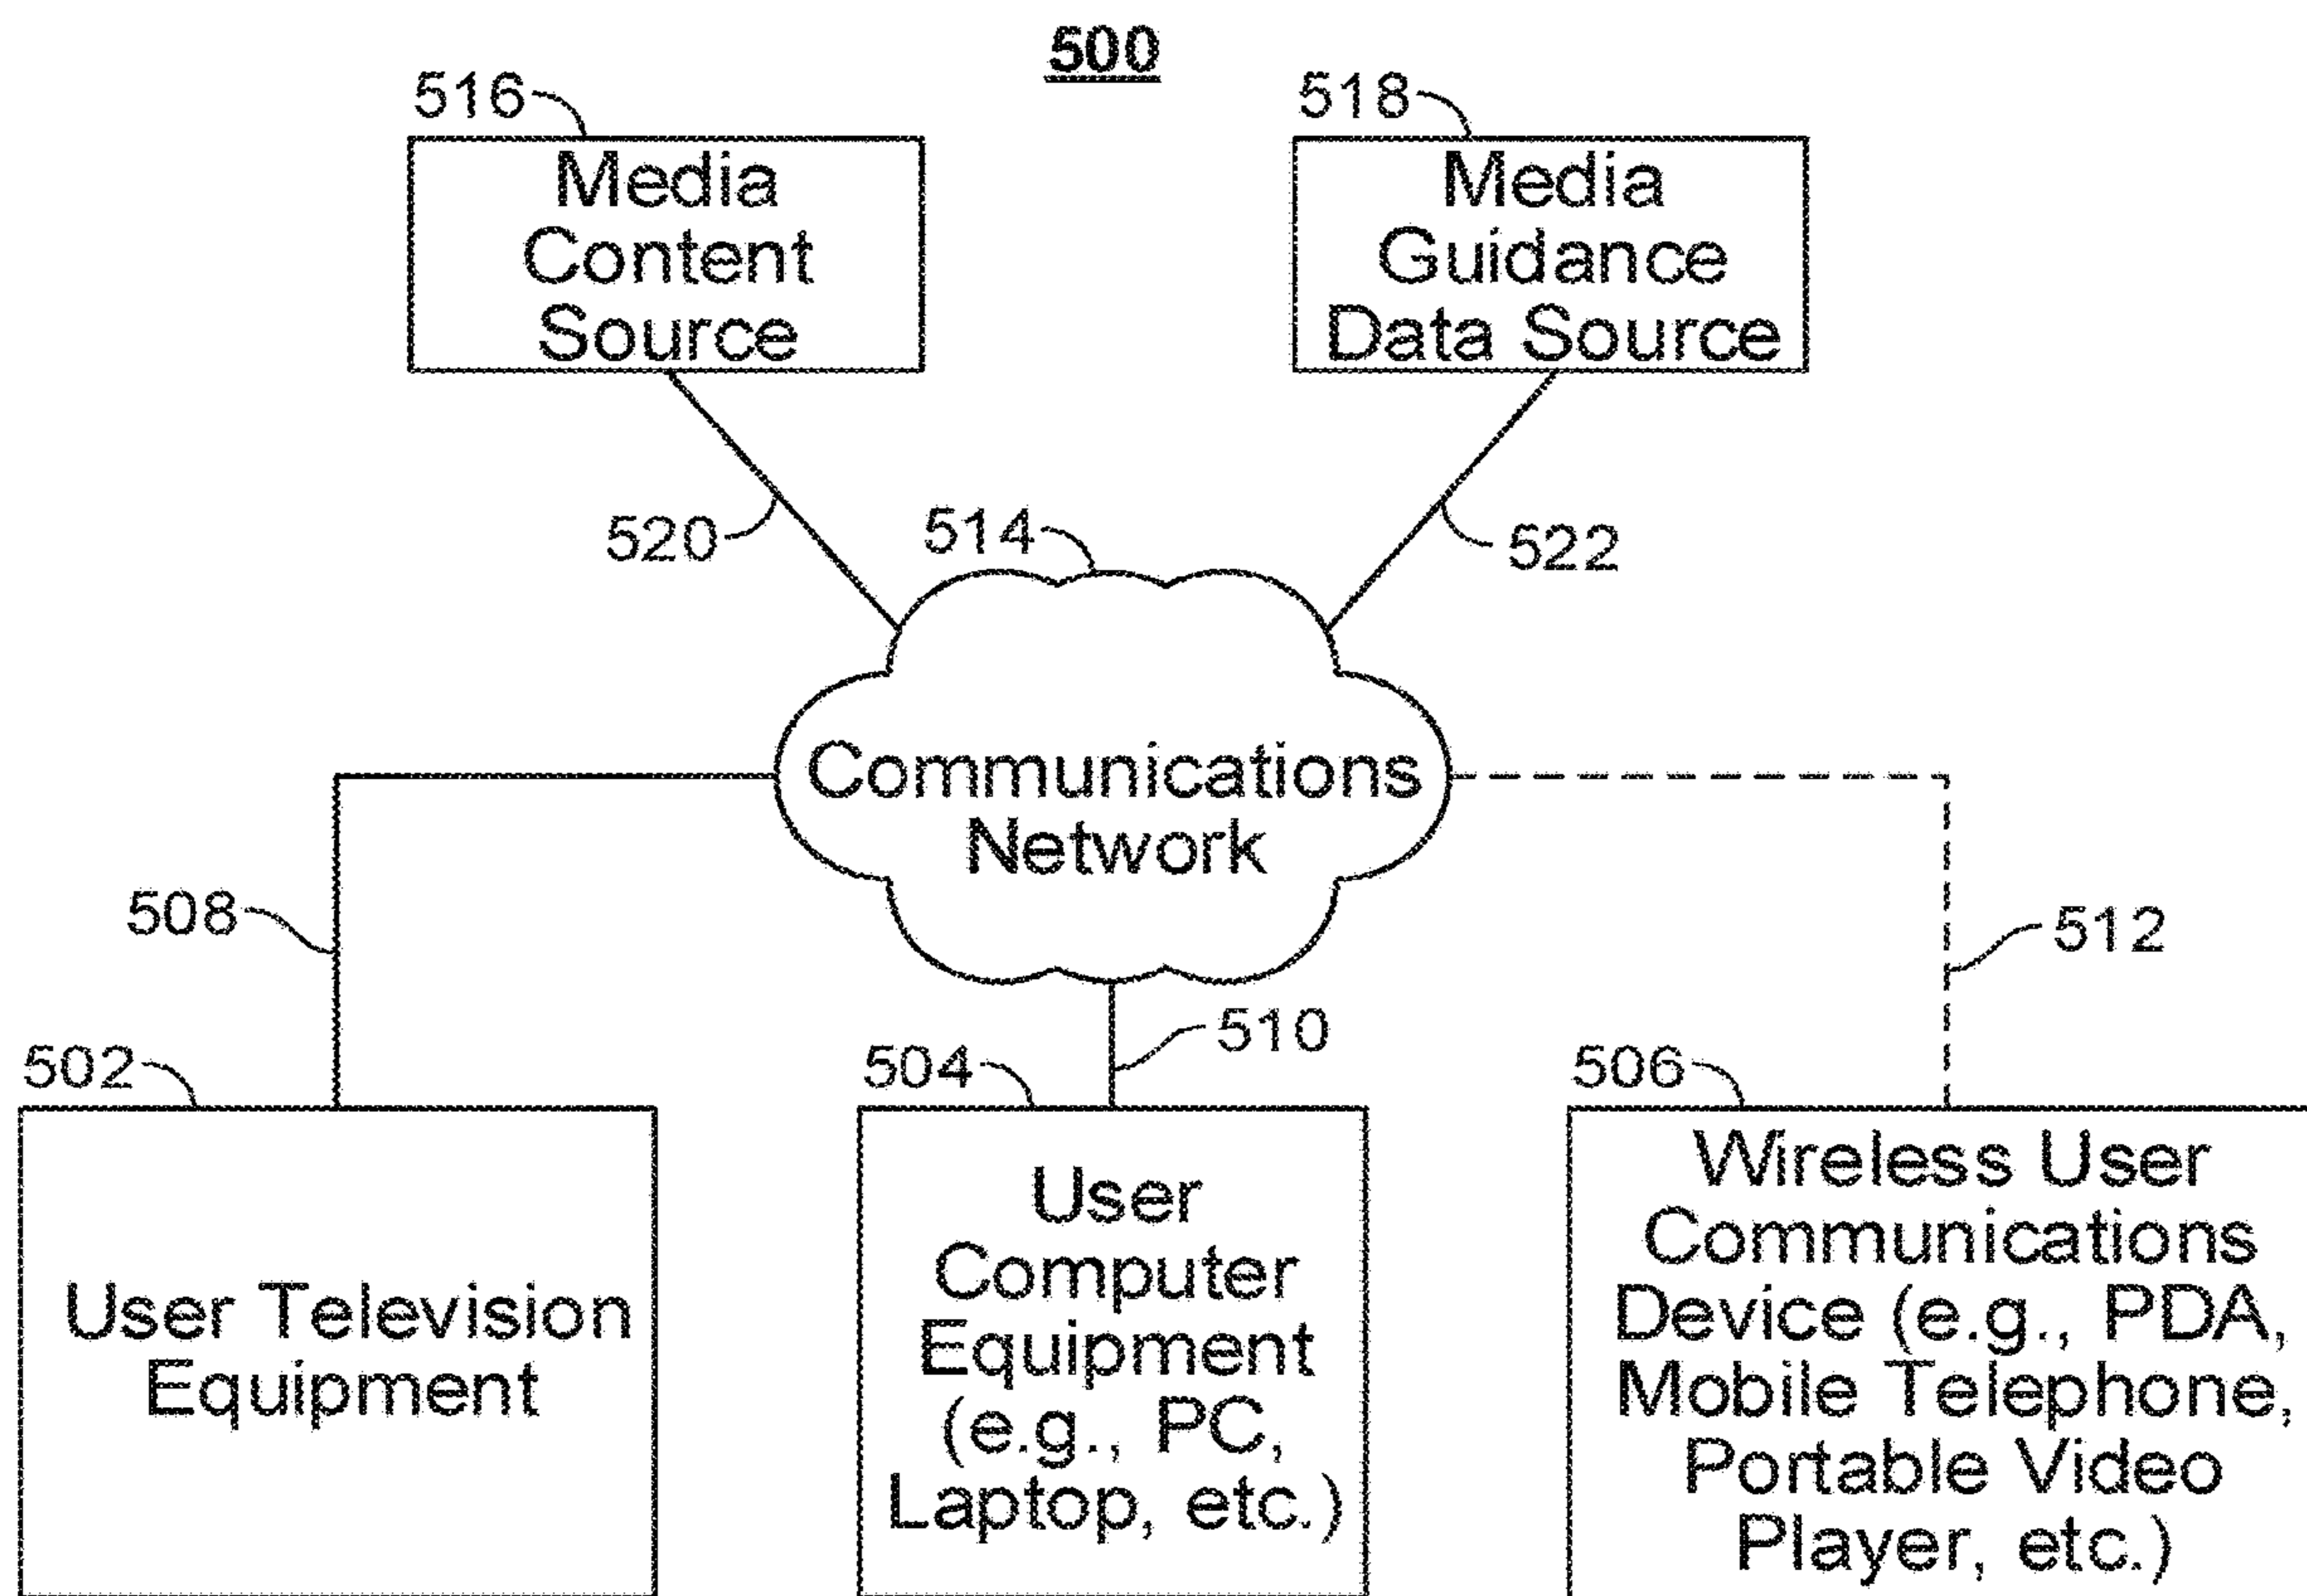 500
516
518
Media
Content
Source
Media
Guidance
Data Source
520
514
522
Communications
Network
508
512
510
502
504
506
User Television
Equipment
User
Computer
Equipment
(e.g., PC,
Laptop, etc.)
Wireless User
Communications
Device (e.g., PDA,
Mobile Telephone,
Portable Video
Player, etc.)